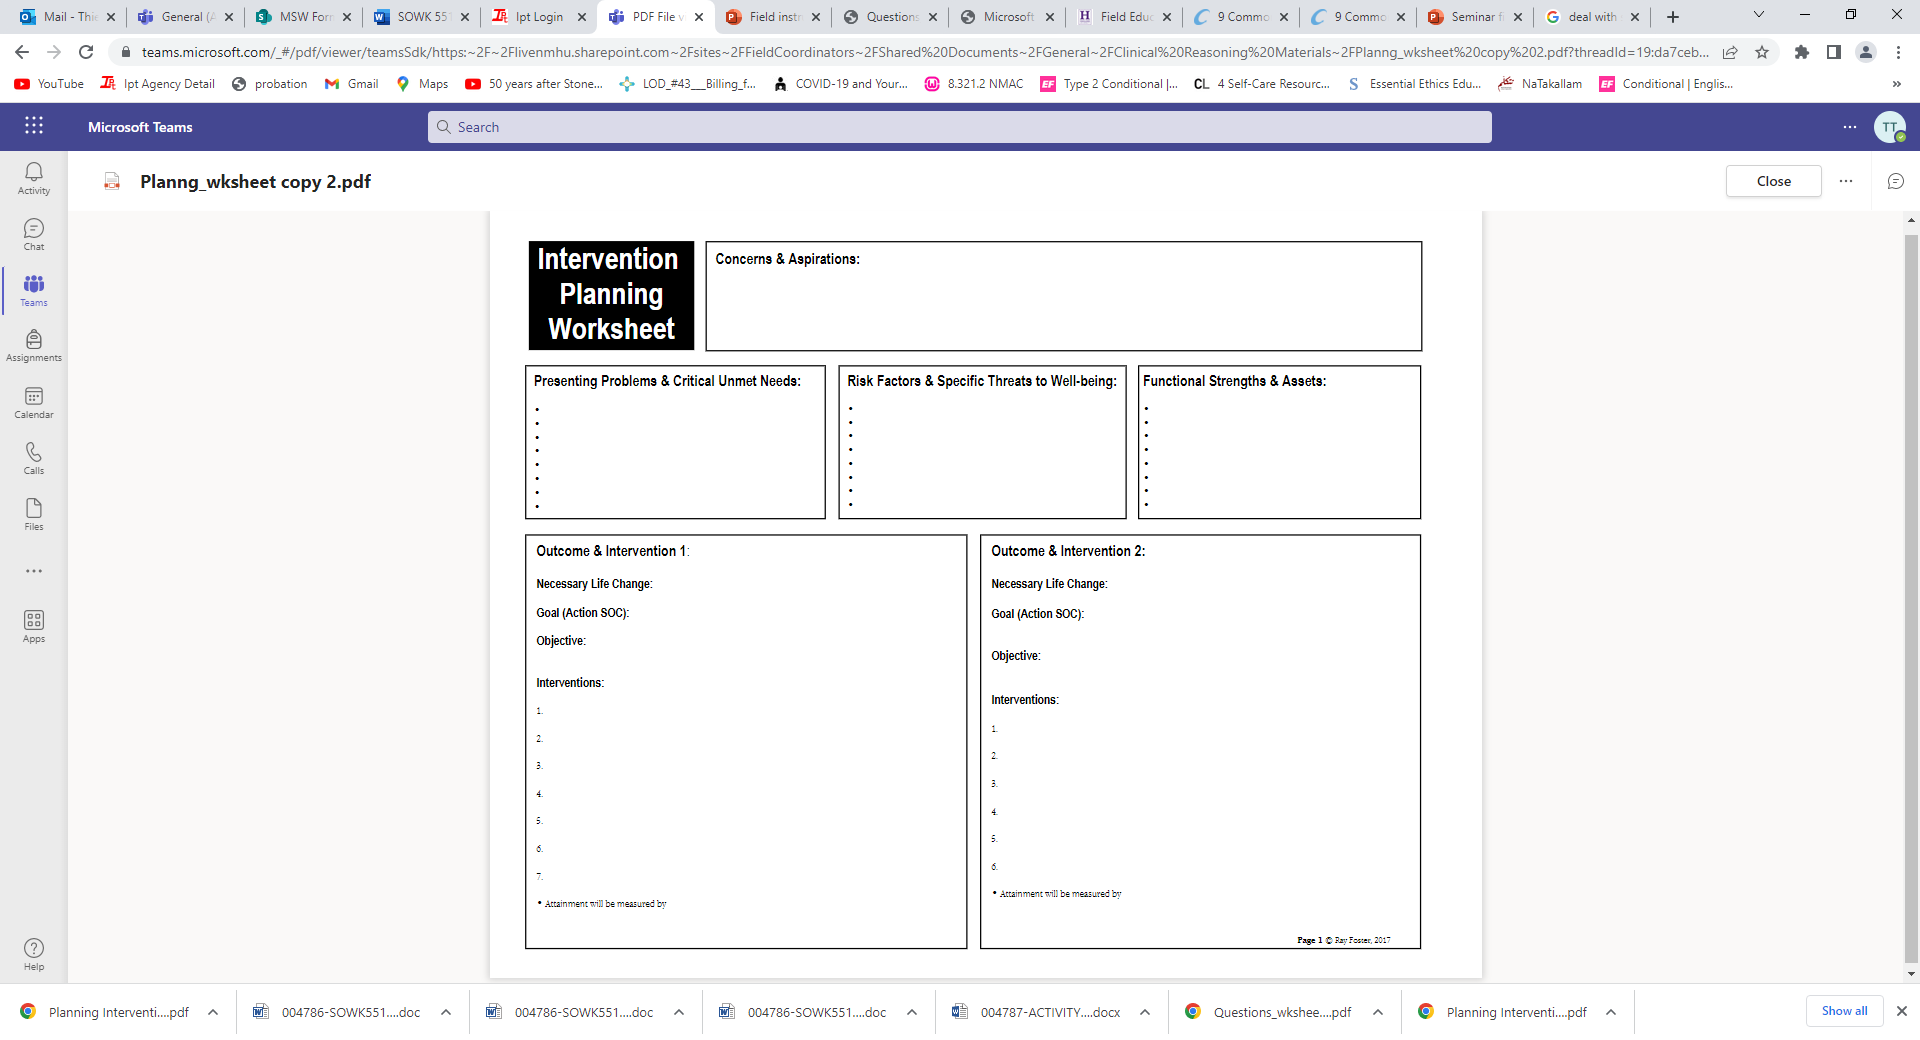 Mail - Thie
General (A
MSW Form
SOWK 551
Ipt Login
PDF File v
Field instr
Questions
Microsoft
Field Educ
9 Commo
9 Commo
Seminar f
deal with
teams.microsoft.com/_#/pdf/viewer/teamsSdk/https:~2F~2Flivenmhu.sharepoint.com~2Fsites~2FFieldCoordinators~2FShared%20Documents~2FGeneral~2FClinical%20Reasoning%20Materials~2FPlanng_wksheet%20copy%202.pdf?threadId=19:da7ceb...
YouTube
Ipt Agency Detail
probation
Gmail
Maps
50 years after Stone...
LOD_#43___Billing_f...
COVID-19 and Your...
8.321.2 NMAC
EF Type 2 Conditional |...
CL 4 Self-Care Resourc...
S Essential Ethics Edu...
NaTakallam
EF Conditional | Englis...
»
Microsoft Teams
Search
TT
Activity
Chat
Teams
Assignments
Calendar
Calls
Files
Apps
Help
Planng_wksheet copy 2.pdf
Close
Intervention
Planning
Worksheet
Concerns & Aspirations:
Presenting Problems & Critical Unmet Needs:
•
•
•
•
•
•
•
•
Risk Factors & Specific Threats to Well-being:
•
•
•
•
•
•
•
•
Functional Strengths & Assets:
•
•
•
•
•
•
•
•
Outcome & Intervention 1:
Necessary Life Change:
Goal (Action SOC):
Objective:
Interventions:
1.
2.
3.
4.
5.
6.
7.
• Attainment will be measured by
Outcome & Intervention 2:
Necessary Life Change:
Goal (Action SOC):
Objective:
Interventions:
1.
2.
3.
4.
5.
6.
• Attainment will be measured by
Page 1 © Ray Foster, 2017
Planning Interventi....pdf
004786-SOWK551....doc
004786-SOWK551....doc
004786-SOWK551....doc
004787-ACTIVITY....docx
Questions_wkshee....pdf
Planning Interventi....pdf
Show all